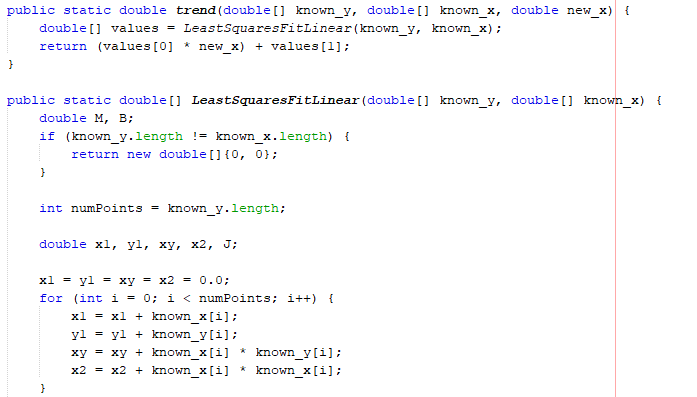 public static double trend(double[] known_y, double[] known_x, double new_x) {
double[] values = LeastSquaresFitLinear(known_y, known_x);
return (values[0] * new_x) + values[1];
}
public static double[] LeastSquaresFitLinear(double[] known_y, double[] known_x) {
double M, B;
if (known_y.length != known_x.length) {
return new double[]{0, 0};
}
int numPoints = known_y.length;
double x1, y1, xy, x2, J;
x1 = y1 = xy = x2 = 0.0;
for (int i = 0; i < numPoints; i++) {
x1 = x1 + known_x[i];
y1 = y1 + known_y[i];
xy = xy + known_x[i] * known_y[i];
x2 = x2 + known_x[i] * known_x[i];
}